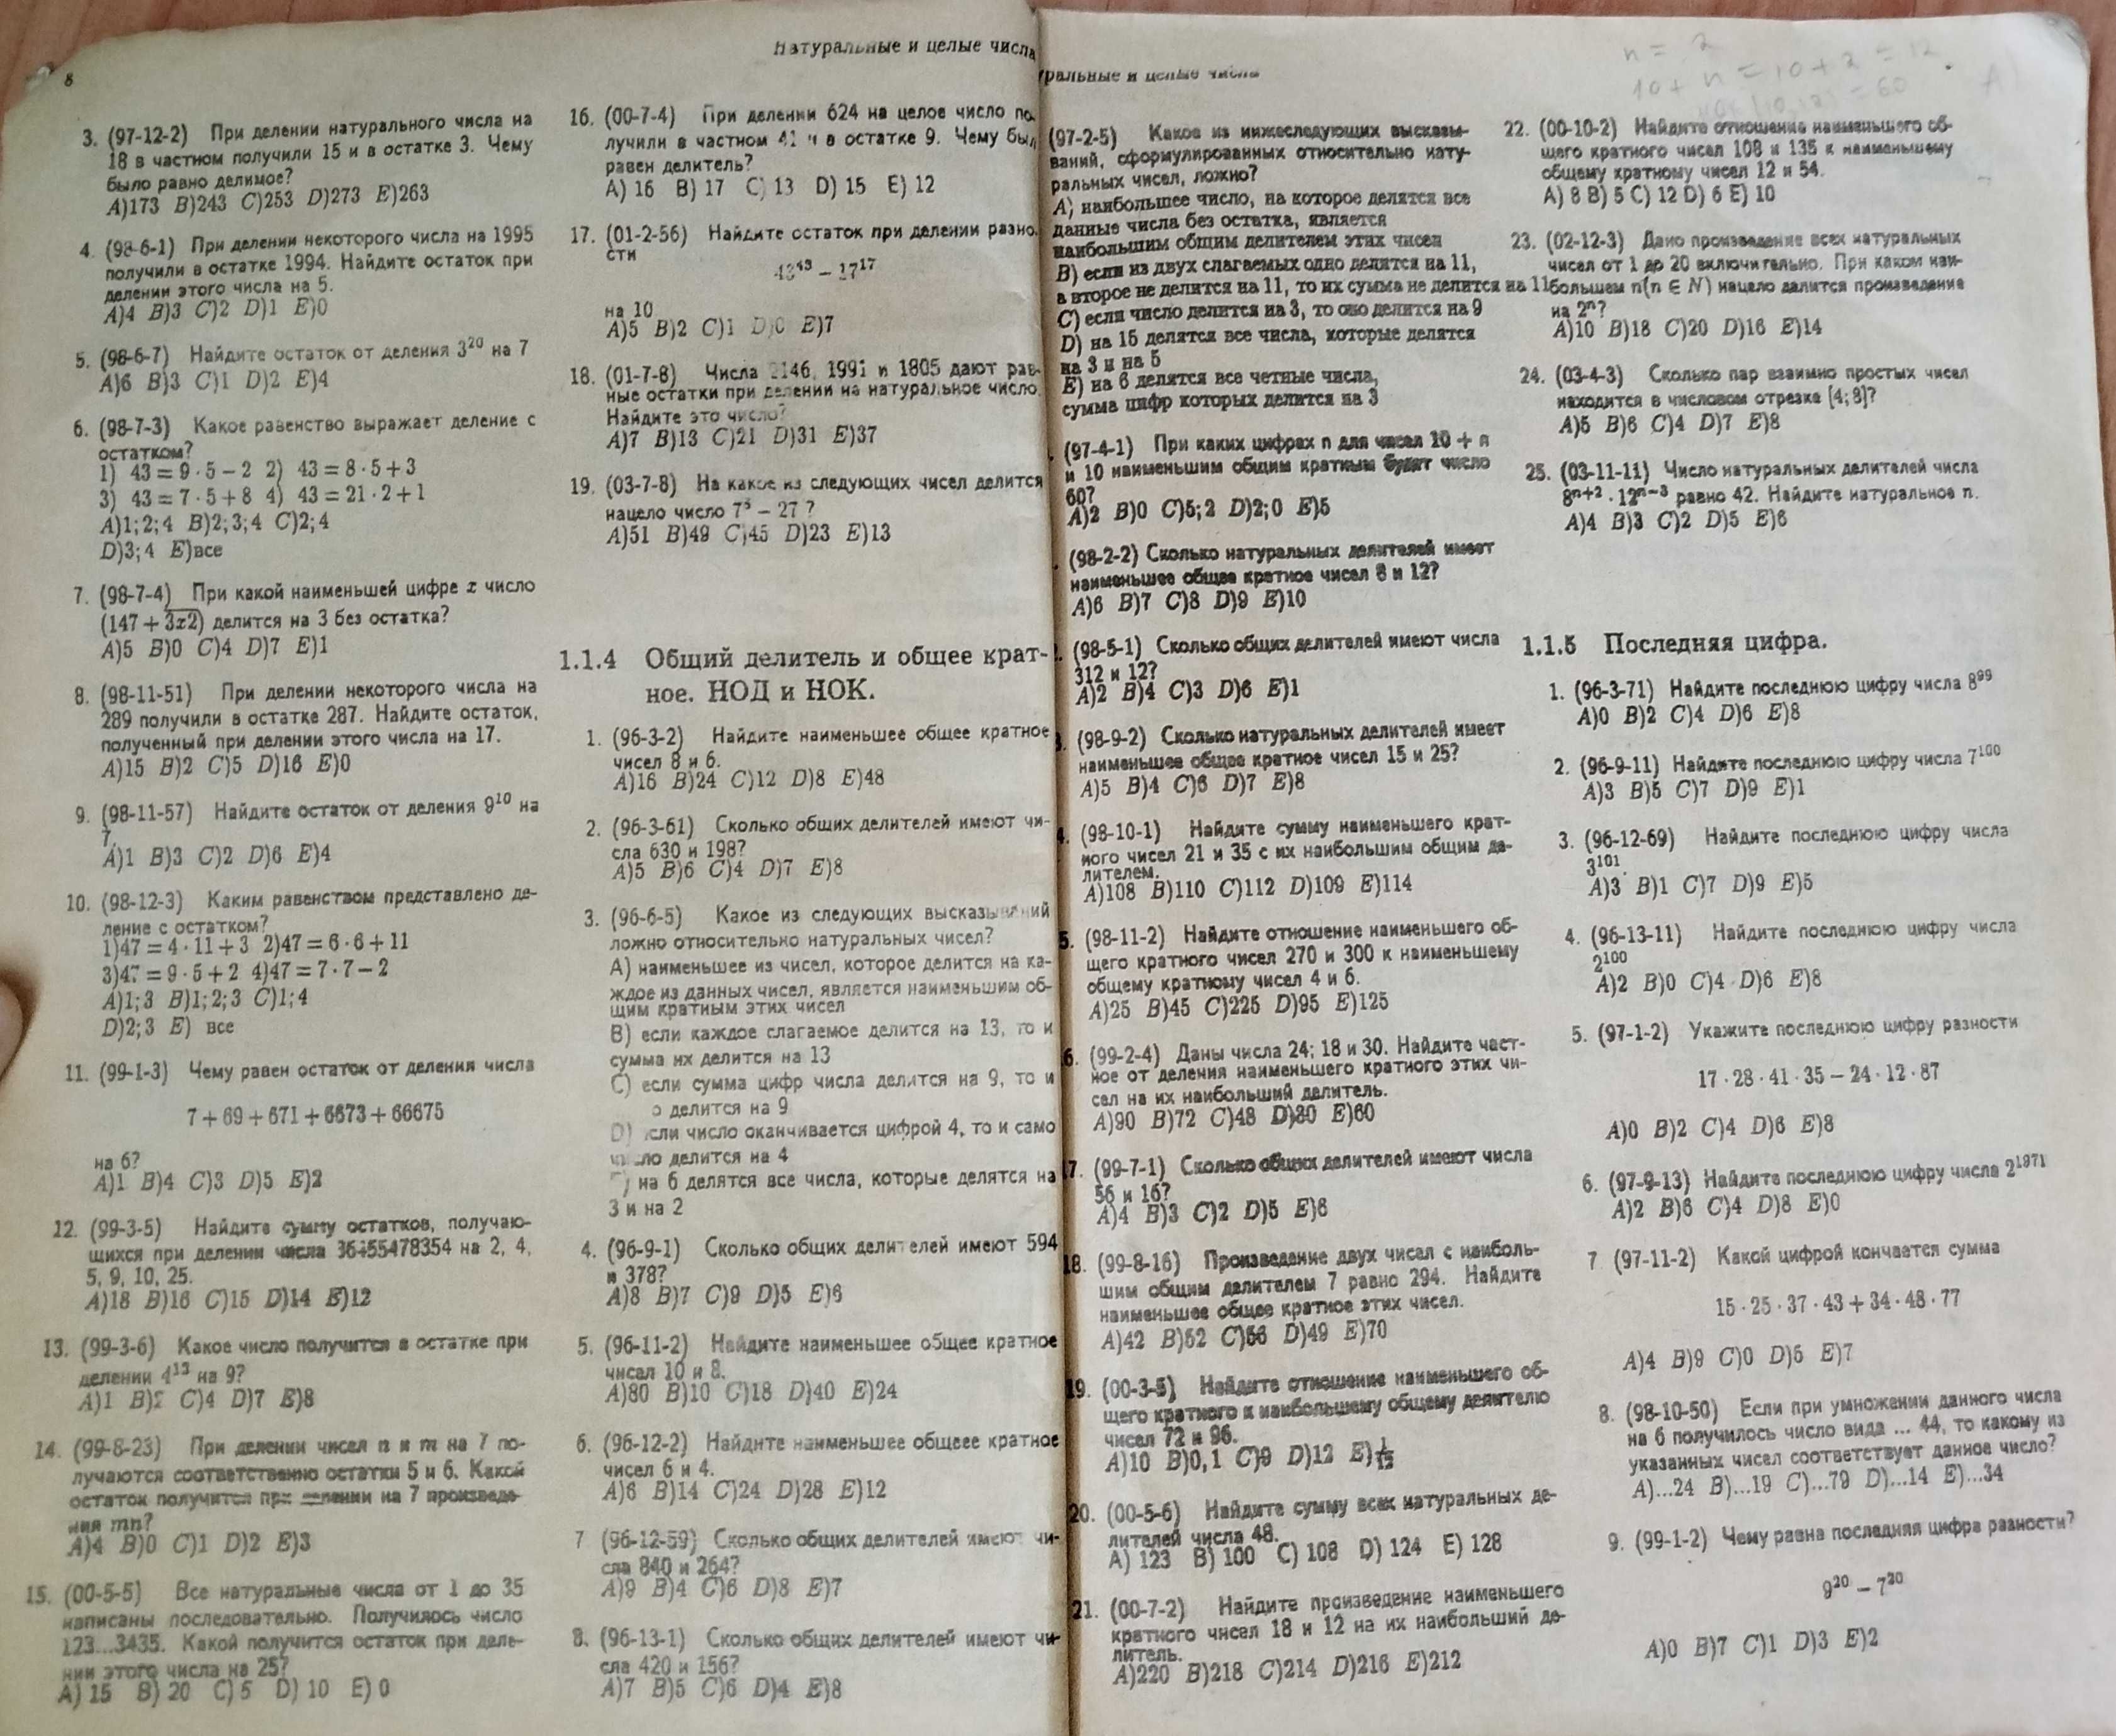 8
Натуральные и целые числа
3. (97-12-2) При делении натурального числа на
18 в частном получили 15 и в остатке 3. Чему
было равно делимое?
A)173 B)243 C)253 D)273 E)263
4. (98-6-1) При делении некоторого числа на 1995
получили в остатке 1994. Найдите остаток при
делении этого числа на 5.
A)4 B)3 C)2 D)1 E)0
5. (98-6-7) Найдите остаток от деления 3²⁰ на 7
A)6 B)3 C)1 D)2 E)4
6. (98-7-3) Какое равенство выражает деление с
остатком?
1) 43 = 9 · 5 − 2 2) 43 = 8 · 5 + 3
3) 43 = 7 · 5 + 8 4) 43 = 21 · 2 + 1
A)1; 2; 4 B)2; 3; 4 C)2; 4
D)3; 4 E)все
7. (98-7-4) При какой наименьшей цифре x число
(147 + 3x2) делится на 3 без остатка?
A)5 B)0 C)4 D)7 E)1
8. (98-11-51) При делении некоторого числа на
289 получили в остатке 287. Найдите остаток,
полученный при делении этого числа на 17.
A)15 B)2 C)5 D)16 E)0
9. (98-11-57) Найдите остаток от деления 9¹⁰ на
7.
A)1 B)3 C)2 D)6 E)4
10. (98-12-3) Каким равенством представлено де-
ление с остатком?
1)47 = 4 · 11 + 3 2)47 = 6 · 6 + 11
3)47 = 9 · 5 + 2 4)47 = 7 · 7 − 2
A)1; 3 B)1; 2; 3 C)1; 4
D)2; 3 E) все
11. (99-1-3) Чему равен остаток от деления числа
7 + 69 + 671 + 6673 + 66675
на 6?
A)1 B)4 C)3 D)5 E)2
12. (99-3-5) Найдите сумму остатков, получаю-
щихся при делении числа 36455478354 на 2, 4,
5, 9, 10, 25.
A)18 B)16 C)15 D)14 E)12
13. (99-3-6) Какое число получится в остатке при
делении 4¹³ на 9?
A)1 B)2 C)4 D)7 E)8
14. (99-8-23) При делении чисел n и m на 7 по-
лучаются соответственно остатки 5 и 6. Какой
остаток получится при делении на 7 произведе-
ния mn?
A)4 B)0 C)1 D)2 E)3
15. (00-5-5) Все натуральные числа от 1 до 35
написаны последовательно. Получилось число
123...3435. Какой получится остаток при деле-
нии этого числа на 25?
A) 15 B) 20 C) 5 D) 10 E) 0
16. (00-7-4) При делении 624 на целое число по-
лучили в частном 41 и в остатке 9. Чему был
равен делитель?
A) 16 B) 17 C) 13 D) 15 E) 12
17. (01-2-56) Найдите остаток при делении разно-
сти
43⁴³ − 17¹⁷
на 10
A)5 B)2 C)1 D)0 E)7
18. (01-7-8) Числа 2146, 1991 и 1805 дают рав-
ные остатки при делении на натуральное число.
Найдите это число?
A)7 B)13 C)21 D)31 E)37
19. (03-7-8) На какое из следующих чисел делится
нацело число − 27 ?
A)51 B)49 C)45 D)23 E)13
1.1.4 Общий делитель и общее крат-
ное. НОД и НОК.
1. (96-3-2) Найдите наименьшее общее кратное
чисел 8 и 6.
A)16 B)24 C)12 D)8 E)48
2. (96-3-61) Сколько общих делителей имеют чи-
сла 630 и 198?
A)5 B)6 C)4 D)7 E)8
3. (96-6-5) Какое из следующих высказываний
ложно относительно натуральных чисел?
A) наименьшее из чисел, которое делится на ка-
ждое из данных чисел, является наименьшим об-
щим кратным этих чисел
B) если каждое слагаемое делится на 13, то и
сумма их делится на 13
C) если сумма цифр числа делится на 9, то и
о делится на 9
D) если число оканчивается цифрой 4, то и само
число делится на 4
E) на 6 делятся все числа, которые делятся на
3 и на 2
4. (96-9-1) Сколько общих делителей имеют 594
и 378?
A)8 B)7 C)9 D)5 E)6
5. (96-11-2) Найдите наименьшее общее кратное
чисел 10 и 8.
A)80 B)10 C)18 D)40 E)24
6. (96-12-2) Найдите наименьшее общеее кратное
чисел 6 и 4.
A)6 B)14 C)24 D)28 E)12
7 (96-12-59) Сколько общих делителей имеют чи-
сла 840 и 264?
A)9 B)4 C)6 D)8 E)7
8. (96-13-1) Сколько общих делителей имеют чи-
сла 420 и 156?
A)7 B)5 C)6 D)4 E)8
ральные и целые числа
n = 2
10 + n = 10 + 2 = 12
= 60
(97-2-5) Какое из нижеследующих высказы-
ваний, сформулированных относительно нату-
ральных чисел, ложно?
A) наибольшее число, на которое делятся все
данные числа без остатка, является
наибольшим общим делителем этих чисел
B) если из двух слагаемых одно делится на 11,
а второе не делится на 11, то их сумма не делится на 11
C) если число делится на 3, то оно делится на 9
D) на 15 делятся все числа, которые делятся
на 3 и на 5
E) на 6 делятся все четные числа,
сумма цифр которых делится на 3
(97-4-1) При каких цифрах n для чисел 10 + n
и 10 наименьшим общим кратным будет число
60?
A)2 B)0 C)5; 2 D)2; 0 E)5
(98-2-2) Сколько натуральных делителей имеет
наименьшее общее кратное чисел 8 и 12?
A)6 B)7 C)8 D)9 E)10
(98-5-1) Сколько общих делителей имеют числа
312 и 12?
A)2 B)4 C)3 D)6 E)1
(98-9-2) Сколько натуральных делителей имеет
наименьшее общее кратное чисел 15 и 25?
A)5 B)4 C)6 D)7 E)8
4. (98-10-1) Найдите сумму наименьшего крат-
ного чисел 21 и 35 с их наибольшим общим де-
лителем.
A)108 B)110 C)112 D)109 E)114
5. (98-11-2) Найдите отношение наименьшего об-
щего кратного чисел 270 и 300 к наименьшему
общему кратному чисел 4 и 6.
A)25 B)45 C)225 D)95 E)125
6. (99-2-4) Даны числа 24; 18 и 30. Найдите част-
ное от деления наименьшего кратного этих чи-
сел на их наибольший делитель.
A)90 B)72 C)48 D)80 E)60
17. (99-7-1) Сколько общих делителей имеют числа
56 и 16?
A)4 B)3 C)2 D)5 E)6
18. (99-8-16) Произведение двух чисел с наиболь-
шим общим делителем 7 равно 294. Найдите
наименьшее общее кратное этих чисел.
A)42 B)52 C)56 D)49 E)70
19. (00-3-5) Найдите отношение наименьшего об-
щего кратного к наибольшему общему делителю
чисел 72 и 96.
A)10 B)0, 1 C)9 D)12 E)1/12
20. (00-5-6) Найдите сумму всех натуральных де-
лителей числа 48.
A) 123 B) 100 C) 108 D) 124 E) 128
21. (00-7-2) Найдите произведение наименьшего
кратного чисел 18 и 12 на их наибольший де-
литель.
A)220 B)218 C)214 D)216 E)212
22. (00-10-2) Найдите отношение наименьшего об-
щего кратного чисел 108 и 135 к наименьшему
общему кратному чисел 12 и 54.
A) 8 B) 5 C) 12 D) 6 E) 10
23. (02-12-3) Дано произведение всех натуральных
чисел от 1 до 20 включительно. При каком наи-
большем n(n ∈ N) нацело делится произведение
на 2ⁿ?
A)10 B)18 C)20 D)16 E)14
24. (03-4-3) Сколько пар взаимно простых чисел
находится в числовом отрезке [4; 8]?
A)5 B)6 C)4 D)7 E)8
25. (03-11-11) Число натуральных делителей числа
8ⁿ⁺² · 12ⁿ⁻³ равно 42. Найдите натуральное n.
A)4 B)3 C)2 D)5 E)6
1.1.5 Последняя цифра.
1. (96-3-71) Найдите последнюю цифру числа 8⁹⁹
A)0 B)2 C)4 D)6 E)8
2. (96-9-11) Найдите последнюю цифру числа 7¹⁰⁰
A)3 B)5 C)7 D)9 E)1
3. (96-12-69) Найдите последнюю цифру числа
3¹⁰¹.
A)3 B)1 C)7 D)9 E)5
4. (96-13-11) Найдите последнюю цифру числа
2¹⁰⁰
A)2 B)0 C)4 D)6 E)8
5. (97-1-2) Укажите последнюю цифру разности
17 · 28 · 41 · 35 − 24 · 12 · 87
A)0 B)2 C)4 D)6 E)8
6. (97-9-13) Найдите последнюю цифру числа 2¹⁹⁷¹
A)2 B)6 C)4 D)8 E)0
7 (97-11-2) Какой цифрой кончается сумма
15 · 25 · 37 · 43 + 34 · 48 · 77
A)4 B)9 C)0 D)5 E)7
8. (98-10-50) Если при умножении данного числа
на 6 получилось число вида ... 44, то какому из
указанных чисел соответствует данное число?
A)...24 B)...19 C)...79 D)...14 E)...34
9. (99-1-2) Чему равна последняя цифра разности?
9²⁰ − 7²⁰
A)0 B)7 C)1 D)3 E)2